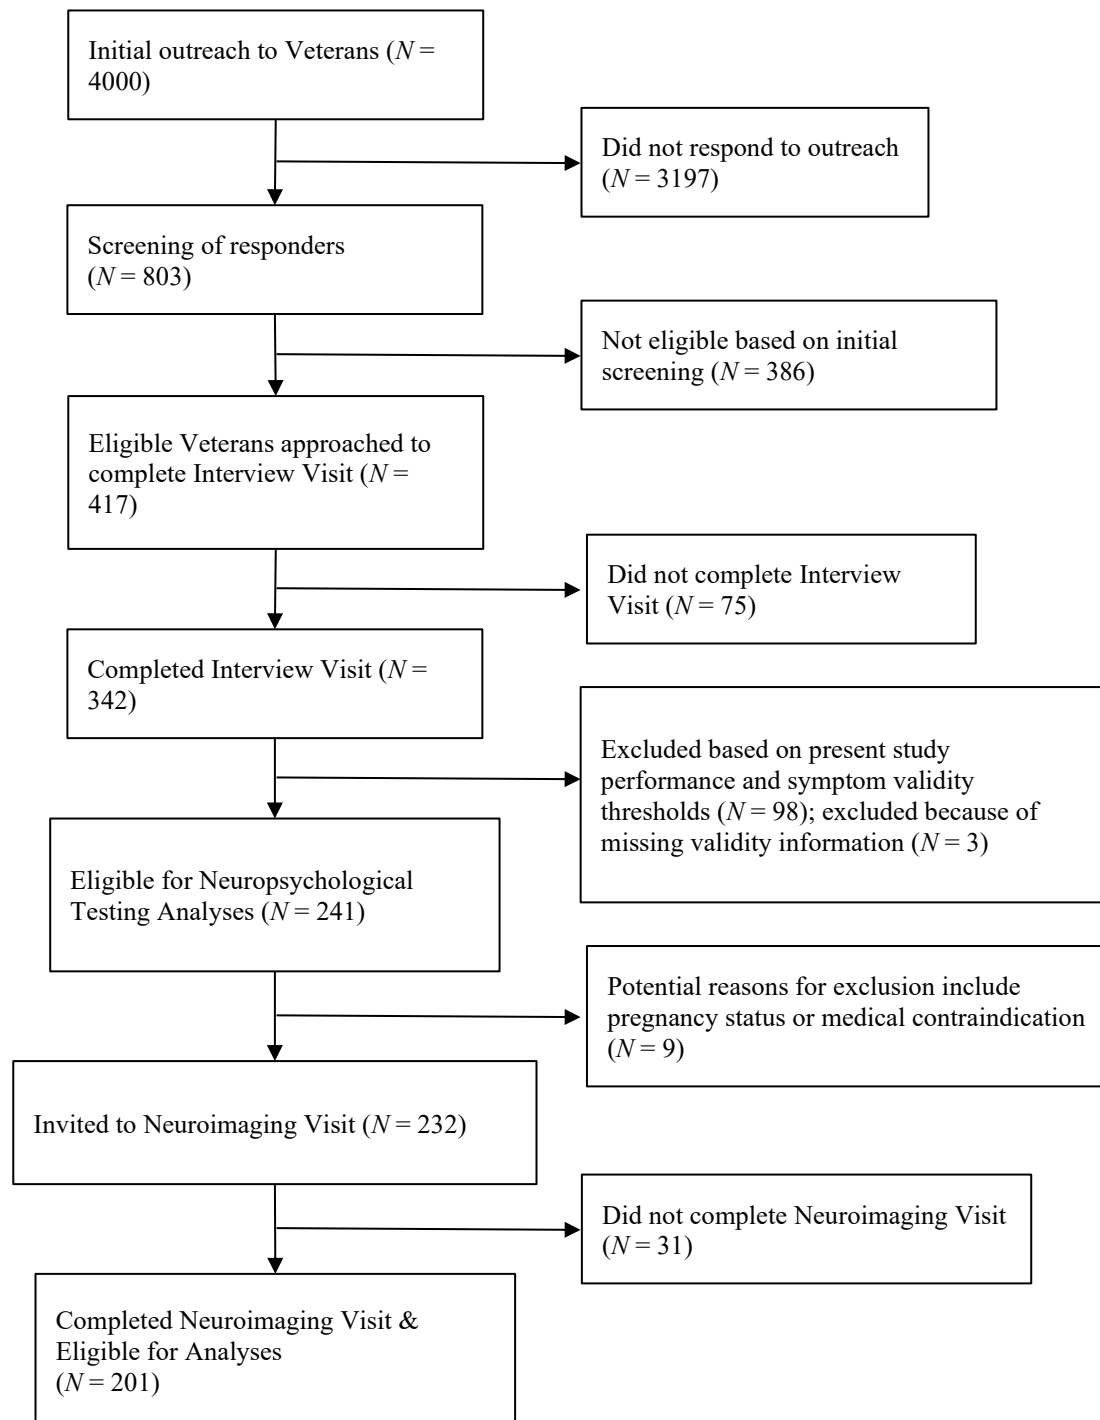 Initial outreach to Veterans (N =
4000)
Did not respond to outreach
(N = 3197)
Screening of responders
(N = 803)
Not eligible based on initial
screening (N = 386)
Eligible Veterans approached to
complete Interview Visit (N =
417)
Did not complete Interview
Visit (N = 75)
Completed Interview Visit (N =
342)
Excluded based on present study
performance and symptom validity
thresholds (N = 98); excluded because of
missing validity information (N = 3)
Eligible for Neuropsychological
Testing Analyses (N = 241)
Potential reasons for exclusion include
pregnancy status or medical contraindication
(N = 9)
Invited to Neuroimaging Visit (N = 232)
Did not complete Neuroimaging Visit
(N = 31)
Completed Neuroimaging Visit &
Eligible for Analyses
(N = 201)